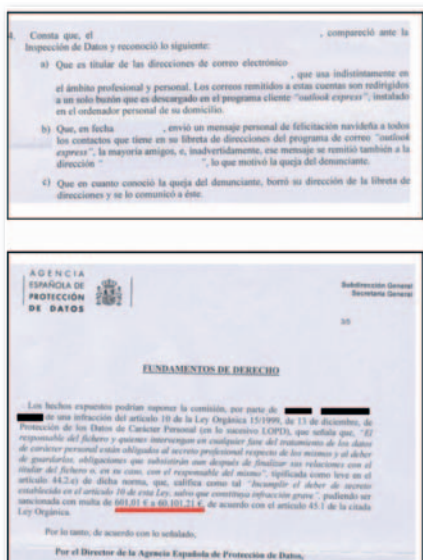 4. Consta que, el , compareció ante la
Inspección de Datos y reconoció lo siguiente:
a) Que es titular de las direcciones de correo electrónico
, que usa indistintamente en
el ámbito profesional y personal. Los correos remitidos a estas cuentas son redirigidos
a un solo buzón que es descargado en el programa cliente "outlook express", instalado
en el ordenador personal de su domicilio.
b) Que, en fecha , envió un mensaje personal de felicitación navideña a todos
los contactos que tiene en su libreta de direcciones del programa de correo "outlook
express", la mayoría amigos, e, inadvertidamente, ese mensaje se remitió también a la
dirección " ", lo que motivó la queja del denunciante.
c) Que en cuanto conoció la queja del denunciante, borró su dirección de la libreta de
direcciones y se lo comunicó a éste.
AGENCIA
ESPAÑOLA DE
PROTECCIÓN
DE DATOS
Subdirección General
Secretaría General
FUNDAMENTOS DE DERECHO
Los hechos expuestos podrían suponer la comisión, por parte de
de una infracción del artículo 10 de la Ley Orgánica 15/1999, de 13 de diciembre, de
Protección de los Datos de Carácter Personal (en lo sucesivo LOPD), que señala que, "El
responsable del fichero y quienes intervengan en cualquier fase del tratamiento de los datos
de carácter personal están obligados al secreto profesional respecto de los mismos y al deber
de guardarlos, obligaciones que subsistirán aun después de finalizar sus relaciones con el
titular del fichero o, en su caso, con el responsable del mismo", tipificada como leve en el
artículo 44.2.e) de dicha norma, que, califica como tal "Incumplir el deber de secreto
establecido en el artículo 10 de esta Ley, salvo que constituya infracción grave", pudiendo ser
sancionada con multa de 601,01 € a 60.101,21 €, de acuerdo con el artículo 45.1 de la citada
Ley Orgánica.
Por lo tanto, de acuerdo con lo señalado,
Por el Director de la Agencia Española de Protección de Datos,